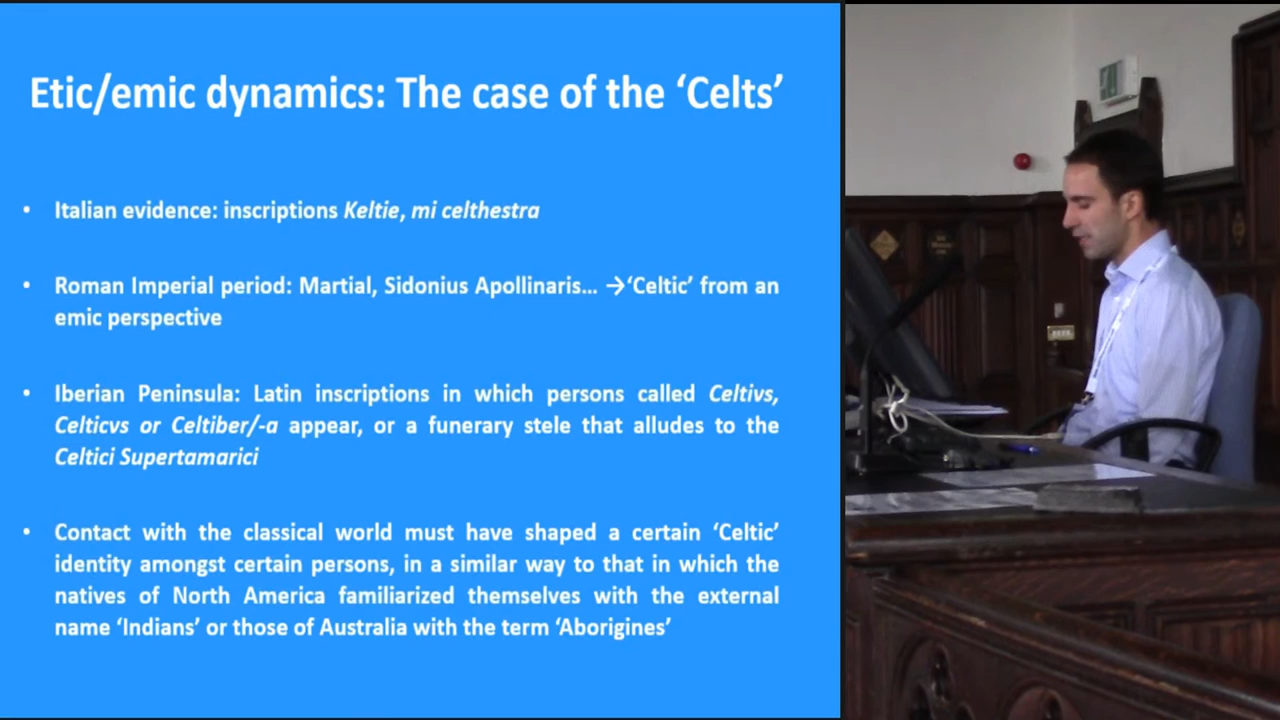 Etic/emic dynamics: The case of the ‘Celts’
• Italian evidence: inscriptions Keltie, mi celthestra
• Roman Imperial period: Martial, Sidonius Apollinaris… →‘Celtic’ from an
emic perspective
• Iberian Peninsula: Latin inscriptions in which persons called Celtivs,
Celticvs or Celtiber/-a appear, or a funerary stele that alludes to the
Celtici Supertamarici
• Contact with the classical world must have shaped a certain ‘Celtic’
identity amongst certain persons, in a similar way to that in which the
natives of North America familiarized themselves with the external
name ‘Indians’ or those of Australia with the term ‘Aborigines’